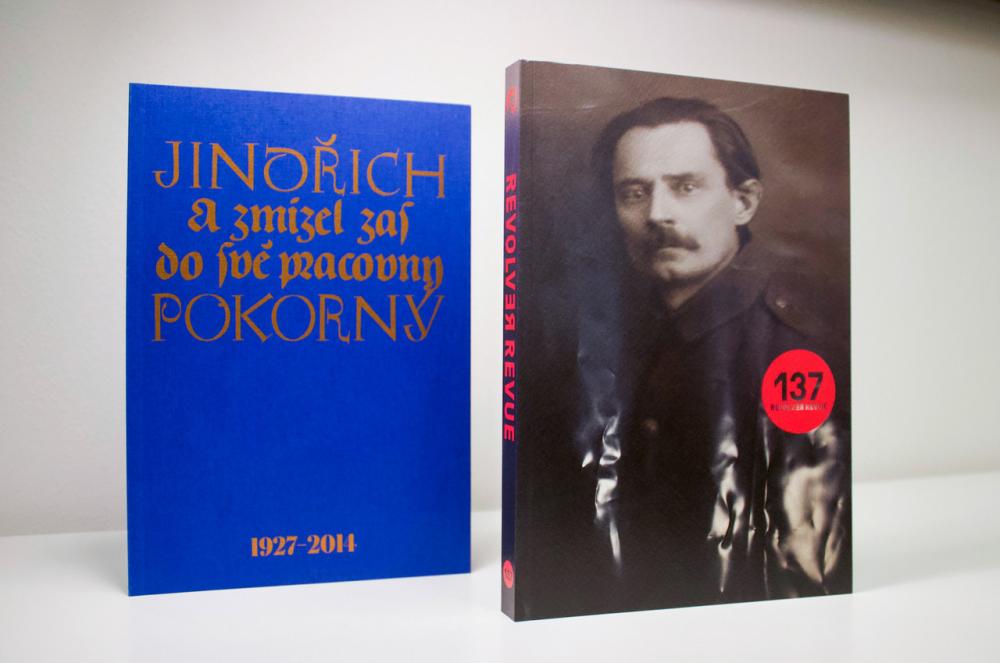 JINDŘICH
a zmizel zas
do své pracovny
POKORNÝ
1927–2014
REVOLVER REVUE
137
REVOLVER REVUE